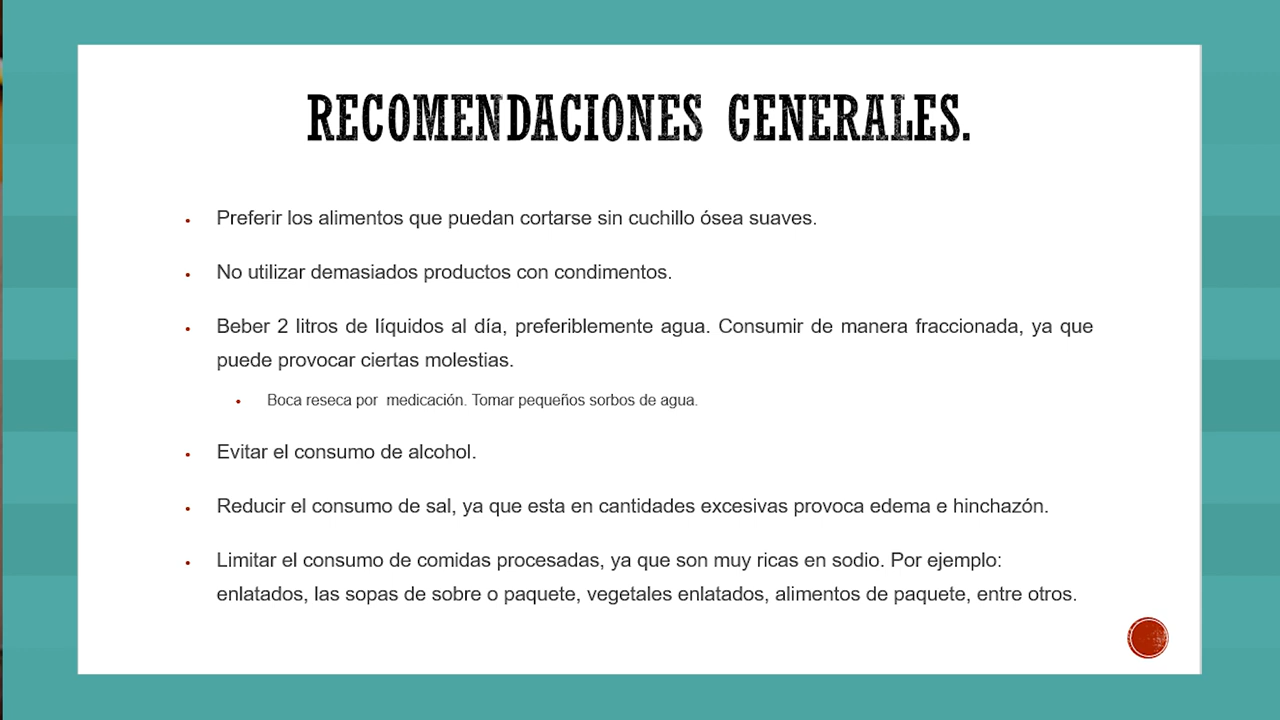 RECOMENDACIONES GENERALES.
• Preferir los alimentos que puedan cortarse sin cuchillo ósea suaves.
• No utilizar demasiados productos con condimentos.
• Beber 2 litros de líquidos al día, preferiblemente agua. Consumir de manera fraccionada, ya que
puede provocar ciertas molestias.
• Boca reseca por medicación. Tomar pequeños sorbos de agua.
• Evitar el consumo de alcohol.
• Reducir el consumo de sal, ya que esta en cantidades excesivas provoca edema e hinchazón.
• Limitar el consumo de comidas procesadas, ya que son muy ricas en sodio. Por ejemplo:
enlatados, las sopas de sobre o paquete, vegetales enlatados, alimentos de paquete, entre otros.